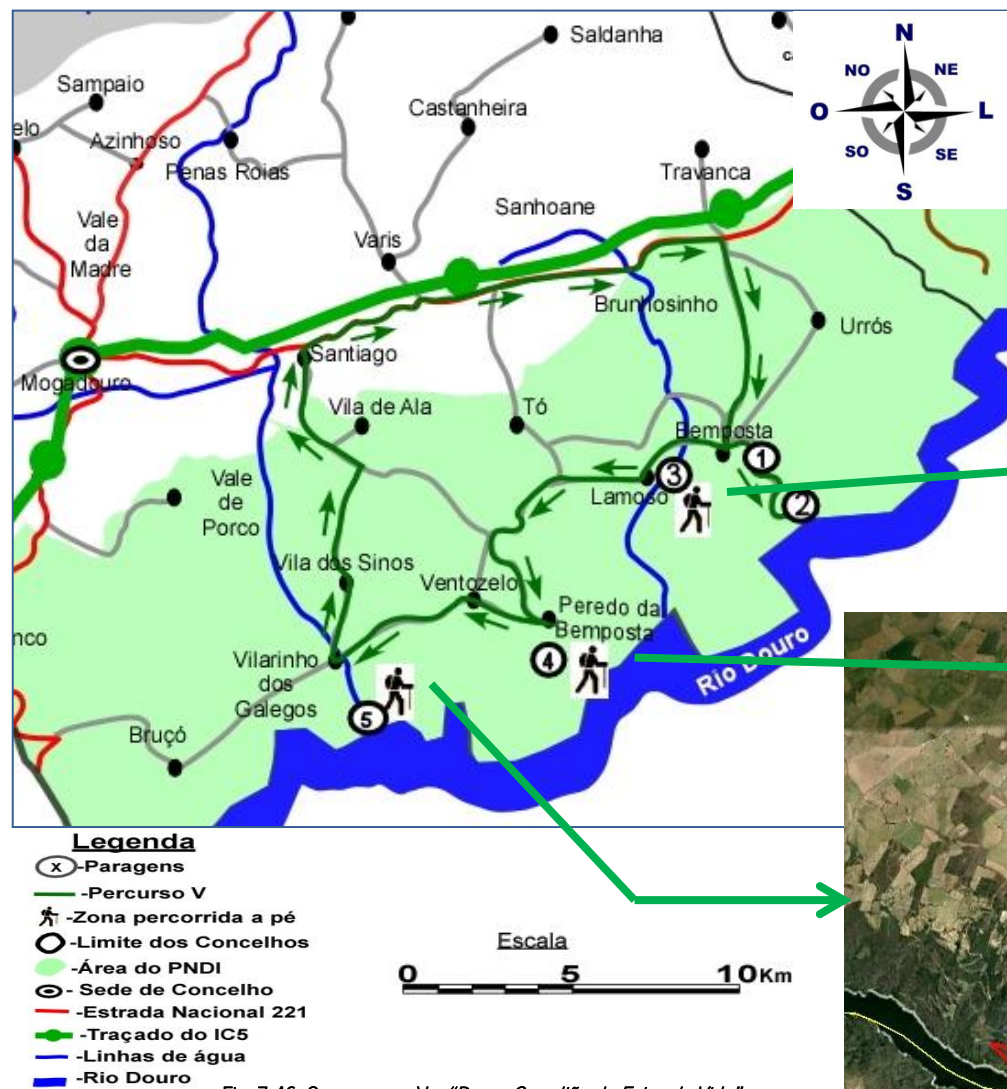 Saldanha
Sampaio
Castanheira
elo
Azinhoso
Penas Roias
Travanca
Sanhoane
Vale
da
Madre
Varis
Brunhosinho
Urrós
Santiago
Mogadouro
Vila de Ala
Tó
Bemposta
1
3
Lamoso
2
Vale
de
Porco
Vila dos Sinos
Ventozelo
Peredo da
Bemposta
nco
4
Rio Douro
Vilarinho
dos
Galegos
5
Bruçó
N
NO
NE
O
L
SO
SE
S
Legenda
x -Paragens
-Percurso V
-Zona percorrida a pé
-Limite dos Concelhos
-Área do PNDI
- Sede de Concelho
-Estrada Nacional 221
-Traçado do IC5
-Linhas de água
-Rio Douro
Escala
0 5 10 Km